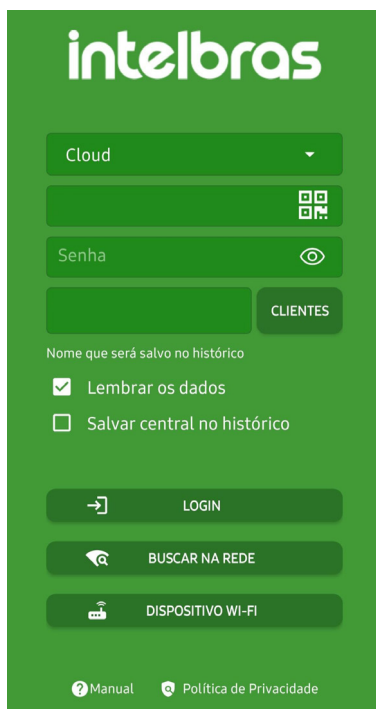 intelbras
Cloud
Senha
CLIENTES
Nome que será salvo no histórico
Lembrar os dados
Salvar central no histórico
LOGIN
BUSCAR NA REDE
DISPOSITIVO WI-FI
Manual Política de Privacidade